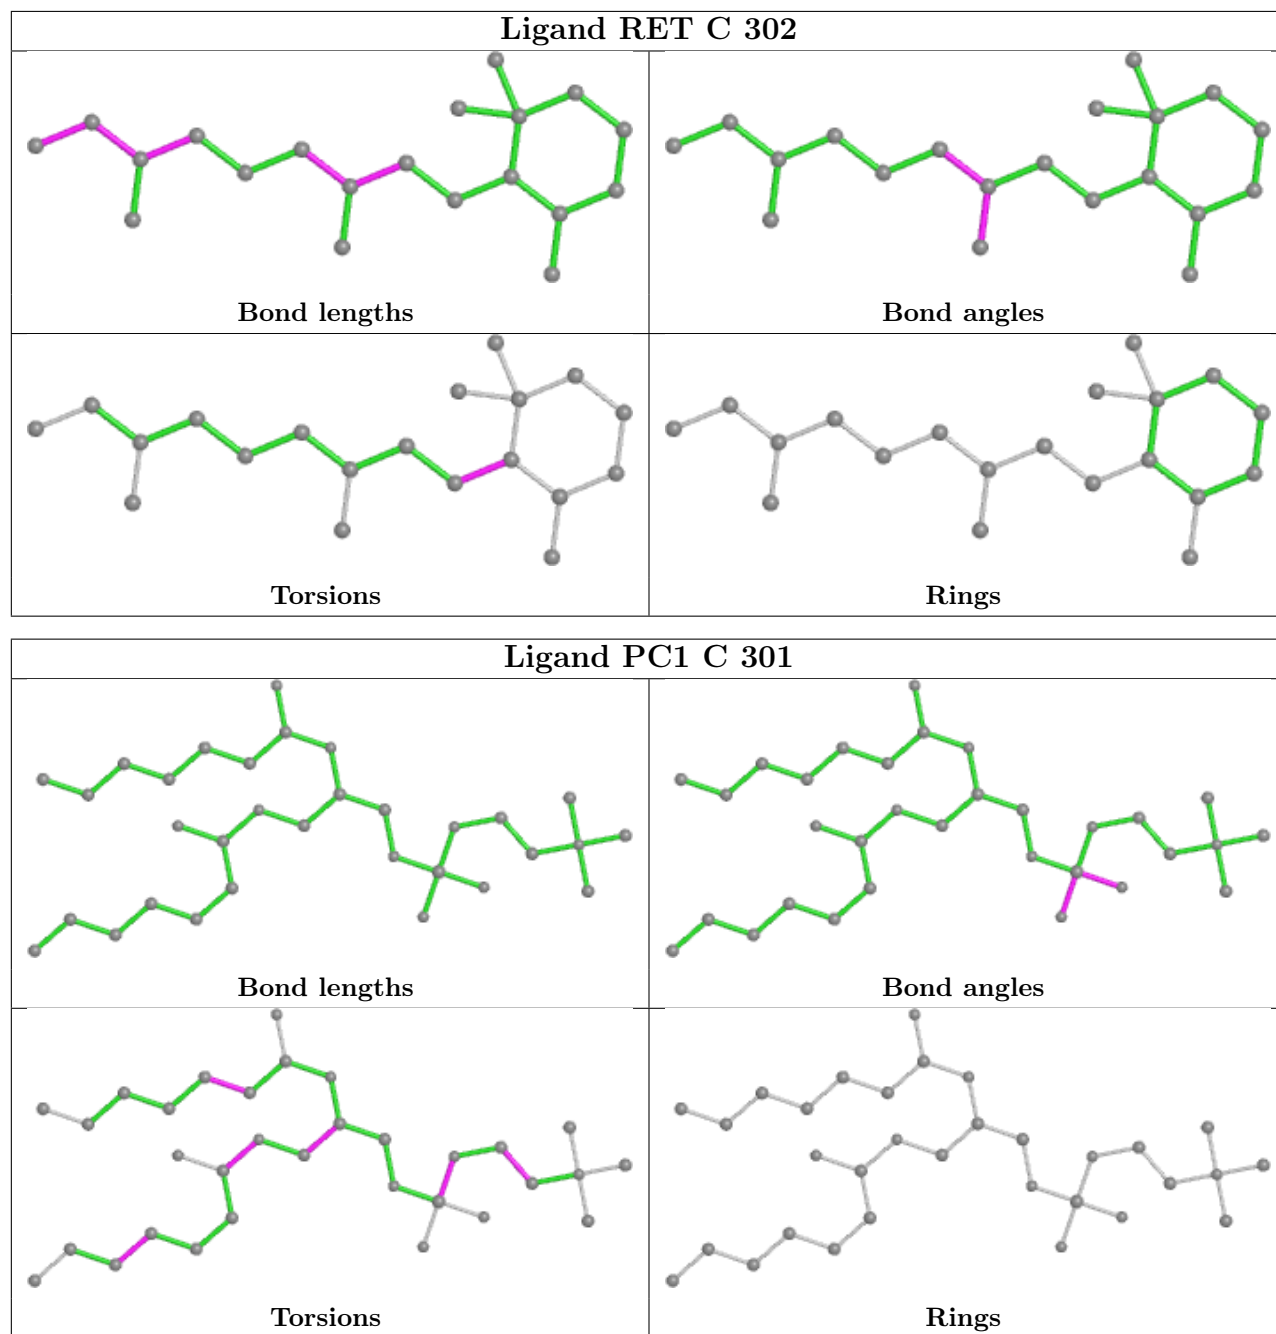 Ligand RET C 302
Bond lengths
Bond angles
Torsions
Rings
Ligand PC1 C 301
Bond lengths
Bond angles
Torsions
Rings